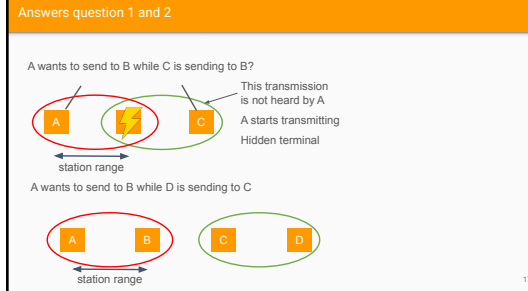 Answers question 1 and 2
A wants to send to B while C is sending to B?
This transmission
is not heard by A
A starts transmitting
Hidden terminal
A
C
station range
A wants to send to B while D is sending to C
A
B
C
D
station range